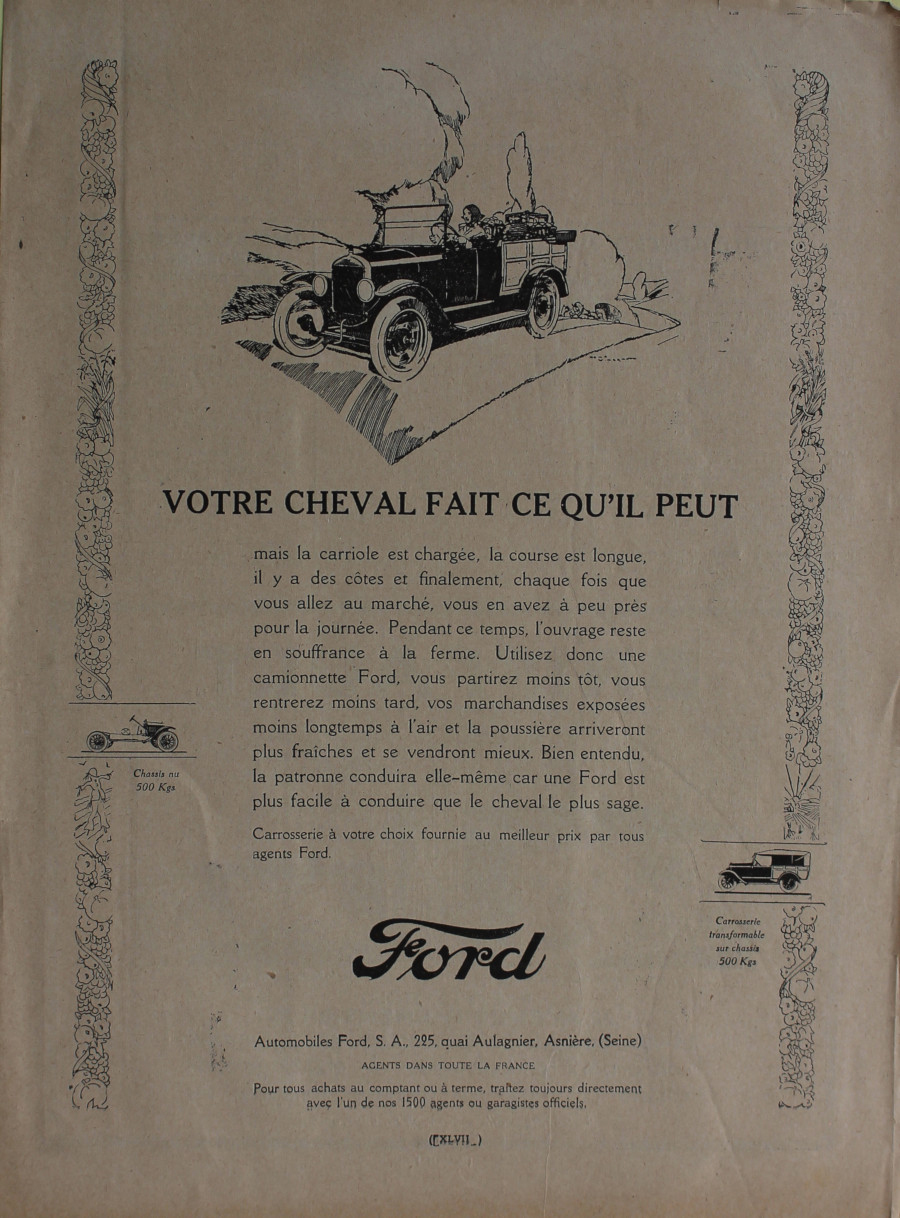 VOTRE CHEVAL FAIT CE QU'IL PEUT
mais la carriole est chargée, la course est longue,
il y a des côtes et finalement, chaque fois que
vous allez au marché, vous en avez à peu près
pour la journée. Pendant ce temps, l'ouvrage reste
en souffrance à la ferme. Utilisez donc une
camionnette Ford, vous partirez moins tôt, vous
rentrerez moins tard, vos marchandises exposées
moins longtemps à l'air et la poussière arriveront
plus fraîches et se vendront mieux. Bien entendu,
la patronne conduira elle-même car une Ford est
plus facile à conduire que le cheval le plus sage.
Carrosserie à votre choix fournie au meilleur prix par tous
agents Ford.
Chassis nu
500 Kgs
Carrosserie
transformable
sur chassis
500 Kgs
Ford
Automobiles Ford, S. A., 225, quai Aulagnier, Asnière, (Seine)
AGENTS DANS TOUTE LA FRANCE
Pour tous achats au comptant ou à terme, traîtez toujours directement
avec l'un de nos 1500 agents ou garagistes officiels.